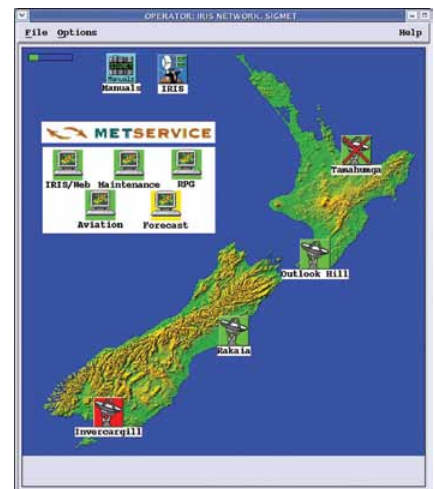 OPERATOR: IRIS NETWORK, SIGMET
File Options Help
Manuals IRIS
METSERVICE
IRIS/Web Maintenance RPG
Aviation Forecast
Tamahumga
Outlook Hill
Rakaia
Invercargill